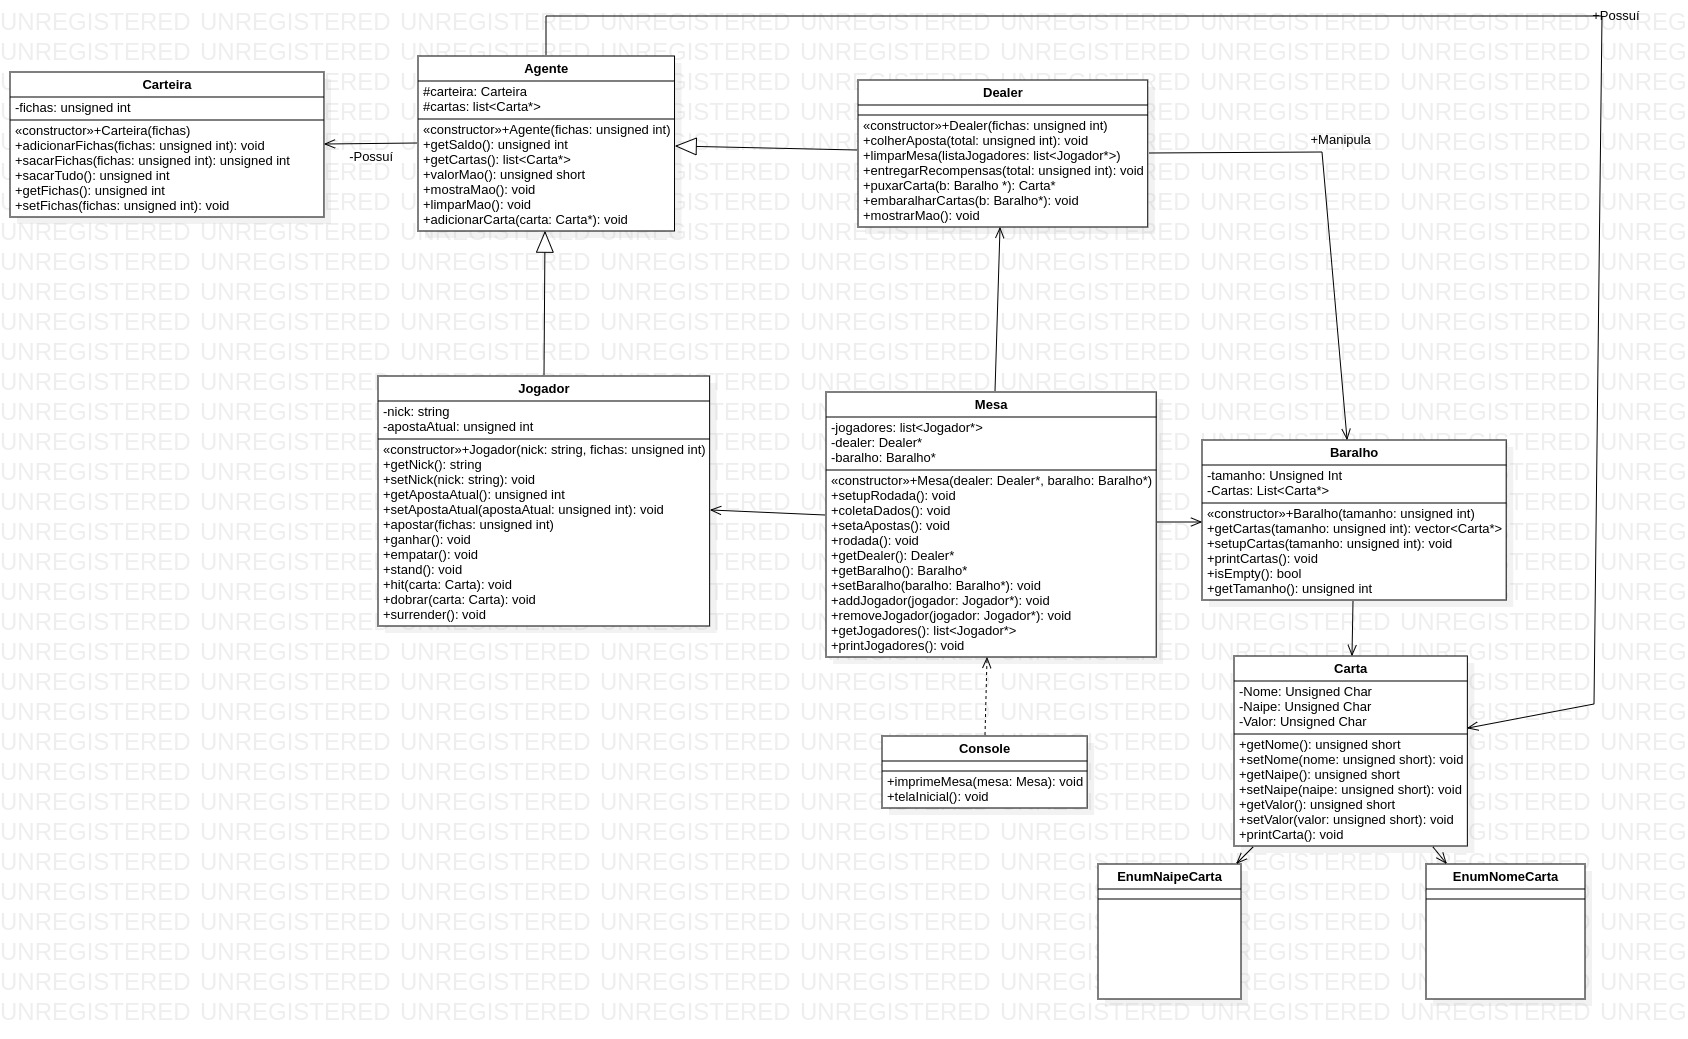 +Possuí
Carteira
-fichas: unsigned int
«constructor»+Carteira(fichas)
+adicionarFichas(fichas: unsigned int): void
+sacarFichas(fichas: unsigned int): unsigned int
+sacarTudo(): unsigned int
+getFichas(): unsigned int
+setFichas(fichas: unsigned int): void
-Possuí
Agente
#carteira: Carteira
#cartas: list<Carta*>
«constructor»+Agente(fichas: unsigned int)
+getSaldo(): unsigned int
+getCartas(): list<Carta*>
+valorMao(): unsigned short
+mostraMao(): void
+limparMao(): void
+adicionarCarta(carta: Carta*): void
Dealer
«constructor»+Dealer(fichas: unsigned int)
+colherAposta(total: unsigned int): void
+limparMesa(listaJogadores: list<Jogador*>)
+entregarRecompensas(total: unsigned int): void
+puxarCarta(b: Baralho *): Carta*
+embaralharCartas(b: Baralho*): void
+mostrarMao(): void
+Manipula
Jogador
-nick: string
-apostaAtual: unsigned int
«constructor»+Jogador(nick: string, fichas: unsigned int)
+getNick(): string
+setNick(nick: string): void
+getApostaAtual(): unsigned int
+setApostaAtual(apostaAtual: unsigned int): void
+apostar(fichas: unsigned int)
+ganhar(): void
+empatar(): void
+stand(): void
+hit(carta: Carta): void
+dobrar(carta: Carta): void
+surrender(): void
Mesa
-jogadores: list<Jogador*>
-dealer: Dealer*
-baralho: Baralho*
«constructor»+Mesa(dealer: Dealer*, baralho: Baralho*)
+setupRodada(): void
+coletaDados(): void
+setaApostas(): void
+rodada(): void
+getDealer(): Dealer*
+getBaralho(): Baralho*
+setBaralho(baralho: Baralho*): void
+addJogador(jogador: Jogador*): void
+removeJogador(jogador: Jogador*): void
+getJogadores(): list<Jogador*>
+printJogadores(): void
Baralho
-tamanho: Unsigned Int
-Cartas: List<Carta*>
«constructor»+Baralho(tamanho: unsigned int)
+getCartas(tamanho: unsigned int): vector<Carta*>
+setupCartas(tamanho: unsigned int): void
+printCartas(): void
+isEmpty(): bool
+getTamanho(): unsigned int
Carta
-Nome: Unsigned Char
-Naipe: Unsigned Char
-Valor: Unsigned Char
+getNome(): unsigned short
+setNome(nome: unsigned short): void
+getNaipe(): unsigned short
+setNaipe(naipe: unsigned short): void
+getValor(): unsigned short
+setValor(valor: unsigned short): void
+printCarta(): void
Console
+imprimeMesa(mesa: Mesa): void
+telaInicial(): void
EnumNaipeCarta
EnumNomeCarta
UNREGISTERED